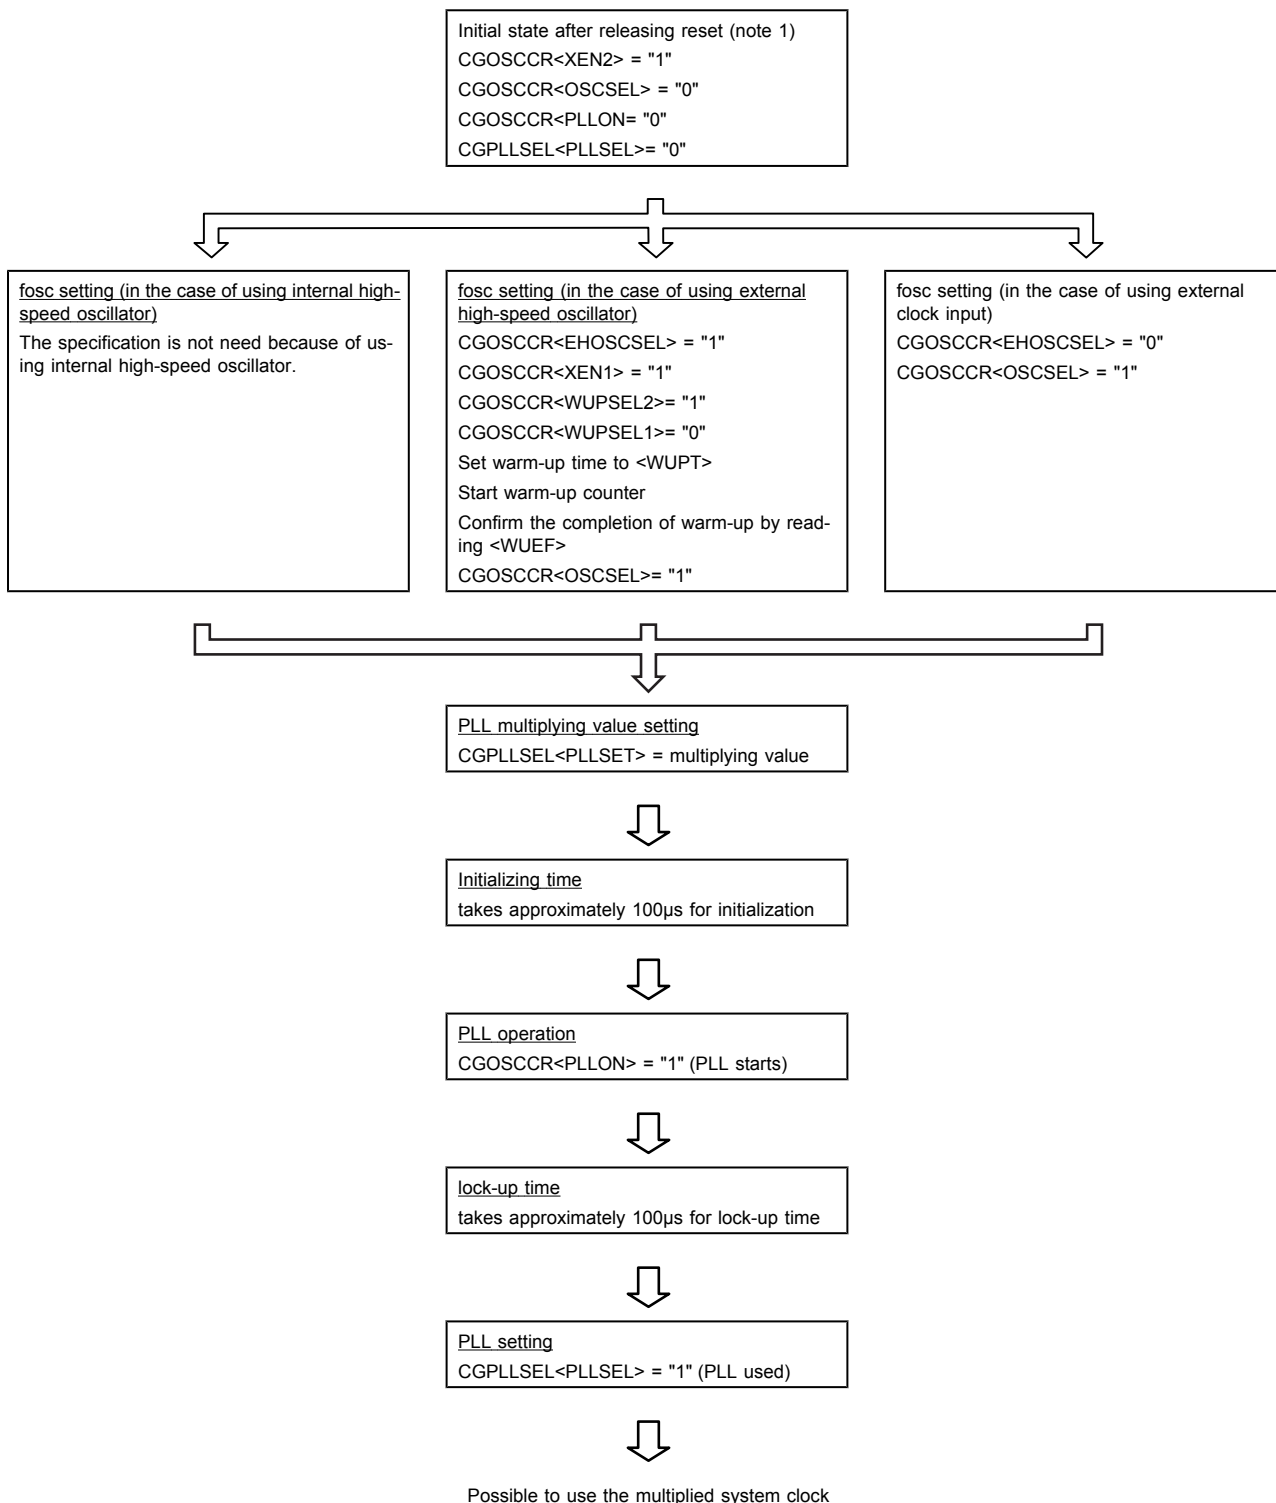 Initial state after releasing reset (note 1)
CGOSCCR<XEN2> = "1"
CGOSCCR<OSCSEL> = "0"
CGOSCCR<PLLON= "0"
CGPLLSEL<PLLSEL>= "0"
fosc setting (in the case of using internal high-
speed oscillator)
The specification is not need because of us-
ing internal high-speed oscillator.
fosc setting (in the case of using external
high-speed oscillator)
CGOSCCR<EHOSCSEL> = "1"
CGOSCCR<XEN1> = "1"
CGOSCCR<WUPSEL2>= "1"
CGOSCCR<WUPSEL1>= "0"
Set warm-up time to <WUPT>
Start warm-up counter
Confirm the completion of warm-up by read-
ing <WUEF>
CGOSCCR<OSCSEL>= "1"
fosc setting (in the case of using external
clock input)
CGOSCCR<EHOSCSEL> = "0"
CGOSCCR<OSCSEL> = "1"
PLL multiplying value setting
CGPLLSEL<PLLSET> = multiplying value
Initializing time
takes approximately 100µs for initialization
PLL operation
CGOSCCR<PLLON> = "1" (PLL starts)
lock-up time
takes approximately 100µs for lock-up time
PLL setting
CGPLLSEL<PLLSEL> = "1" (PLL used)
Possible to use the multiplied system clock